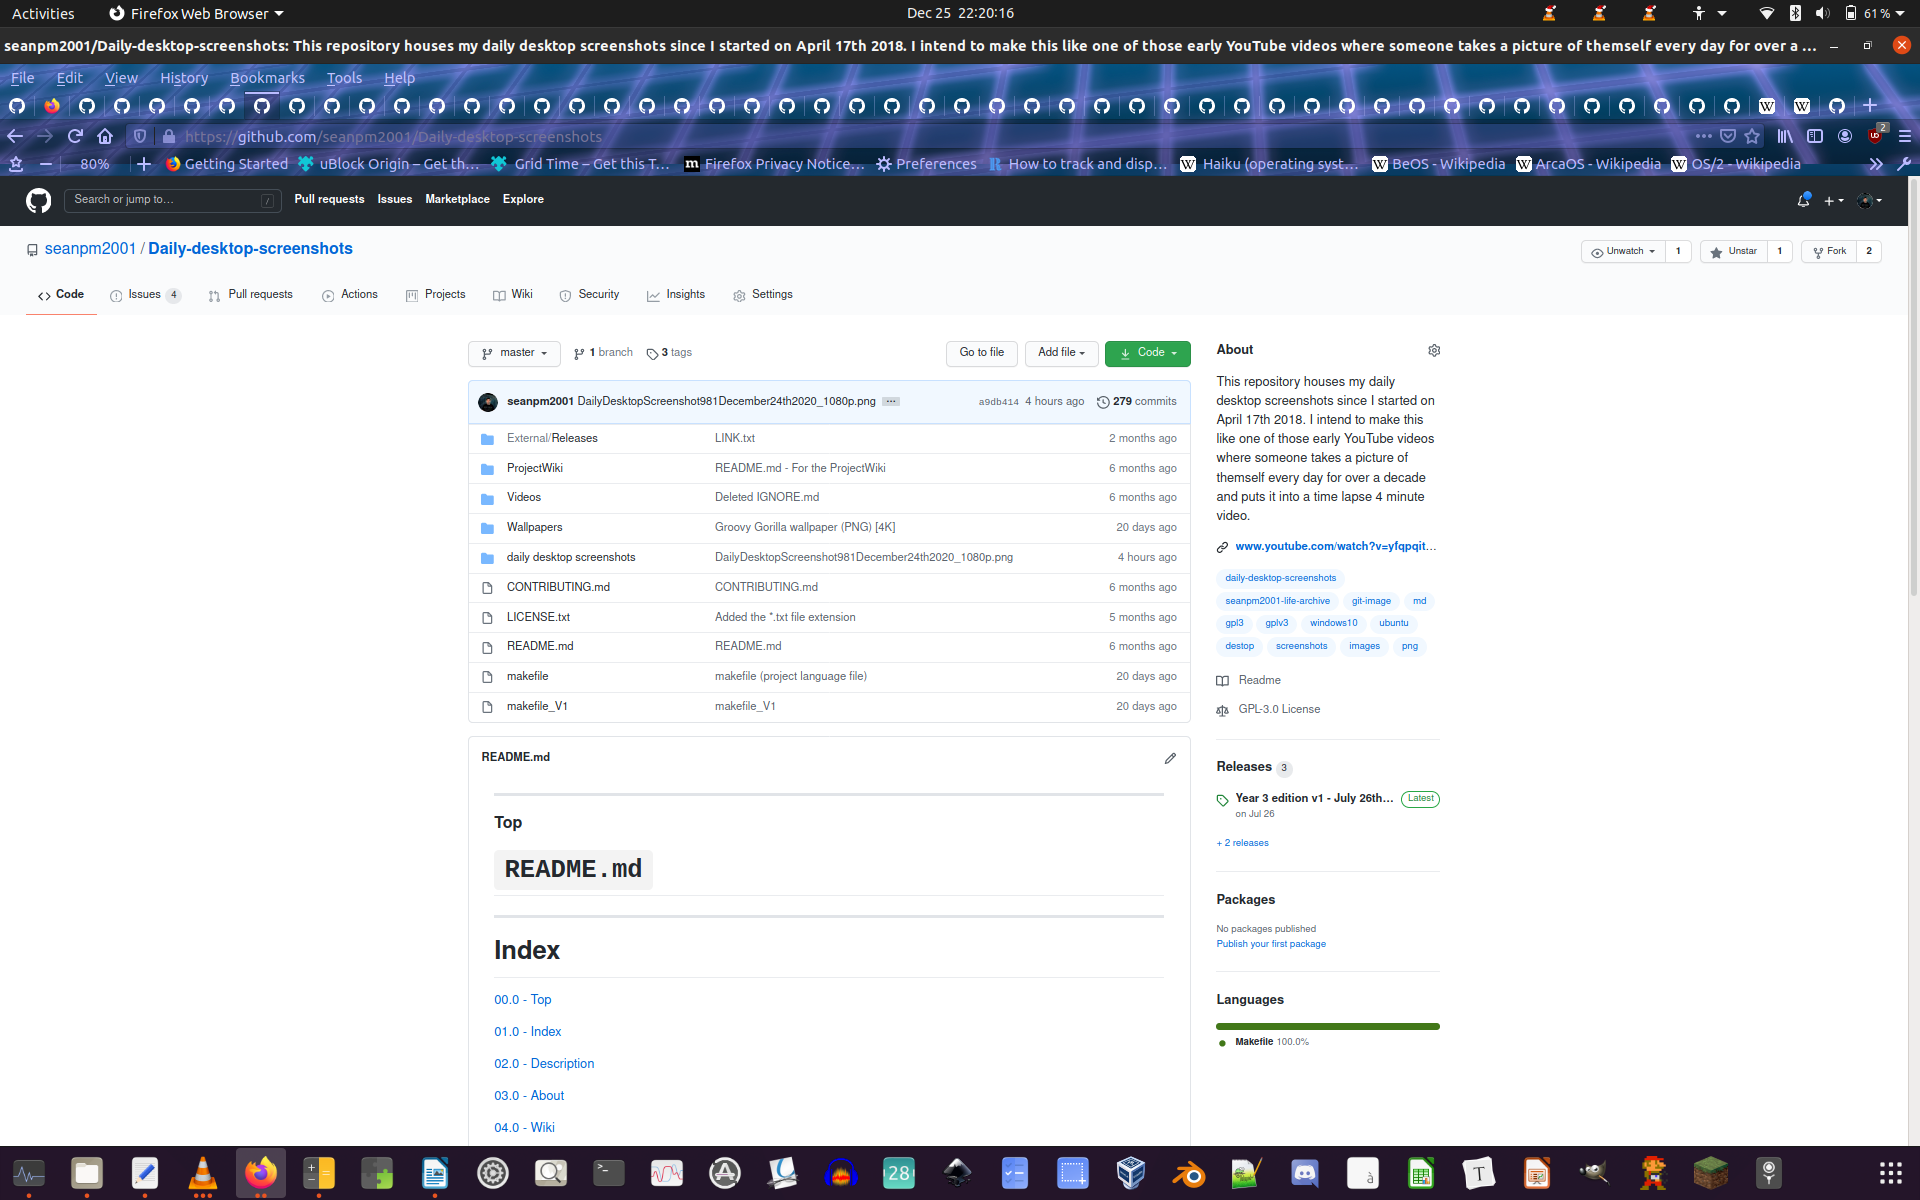 Activities
Firefox Web Browser
Dec 25 22:20:16
61 %
seanpm2001/Daily-desktop-screenshots: This repository houses my daily desktop screenshots since I started on April 17th 2018. I intend to make this like one of those early YouTube videos where someone takes a picture of themself every day for over a ...
File Edit View History Bookmarks Tools Help
https://github.com/seanpm2001/Daily-desktop-screenshots
2
80%
Getting Started
uBlock Origin – Get th…
Grid Time – Get this T…
Firefox Privacy Notice…
Preferences
How to track and disp…
Haiku (operating syst…
BeOS - Wikipedia
ArcaOS - Wikipedia
OS/2 - Wikipedia
Search or jump to…
/
Pull requests
Issues
Marketplace
Explore
seanpm2001 / Daily-desktop-screenshots
Unwatch 1
Unstar 1
Fork 2
Code
Issues 4
Pull requests
Actions
Projects
Wiki
Security
Insights
Settings
master
1 branch
3 tags
Go to file
Add file
Code
seanpm2001 DailyDesktopScreenshot981December24th2020_1080p.png
a9db414 4 hours ago
279 commits
External/Releases LINK.txt 2 months ago
ProjectWiki README.md - For the ProjectWiki 6 months ago
Videos Deleted IGNORE.md 6 months ago
Wallpapers Groovy Gorilla wallpaper (PNG) [4K] 20 days ago
daily desktop screenshots DailyDesktopScreenshot981December24th2020_1080p.png 4 hours ago
CONTRIBUTING.md CONTRIBUTING.md 6 months ago
LICENSE.txt Added the *.txt file extension 5 months ago
README.md README.md 6 months ago
makefile makefile (project language file) 20 days ago
makefile_V1 makefile_V1 20 days ago
README.md
Top
README.md
Index
00.0 - Top
01.0 - Index
02.0 - Description
03.0 - About
04.0 - Wiki
About
This repository houses my daily
desktop screenshots since I started on
April 17th 2018. I intend to make this
like one of those early YouTube videos
where someone takes a picture of
themself every day for over a decade
and puts it into a time lapse 4 minute
video.
www.youtube.com/watch?v=yfqpqit…
daily-desktop-screenshots
seanpm2001-life-archive git-image md
gpl3 gplv3 windows10 ubuntu
destop screenshots images png
Readme
GPL-3.0 License
Releases 3
Year 3 edition v1 - July 26th… Latest
on Jul 26
+ 2 releases
Packages
No packages published
Publish your first package
Languages
Makefile 100.0%
28